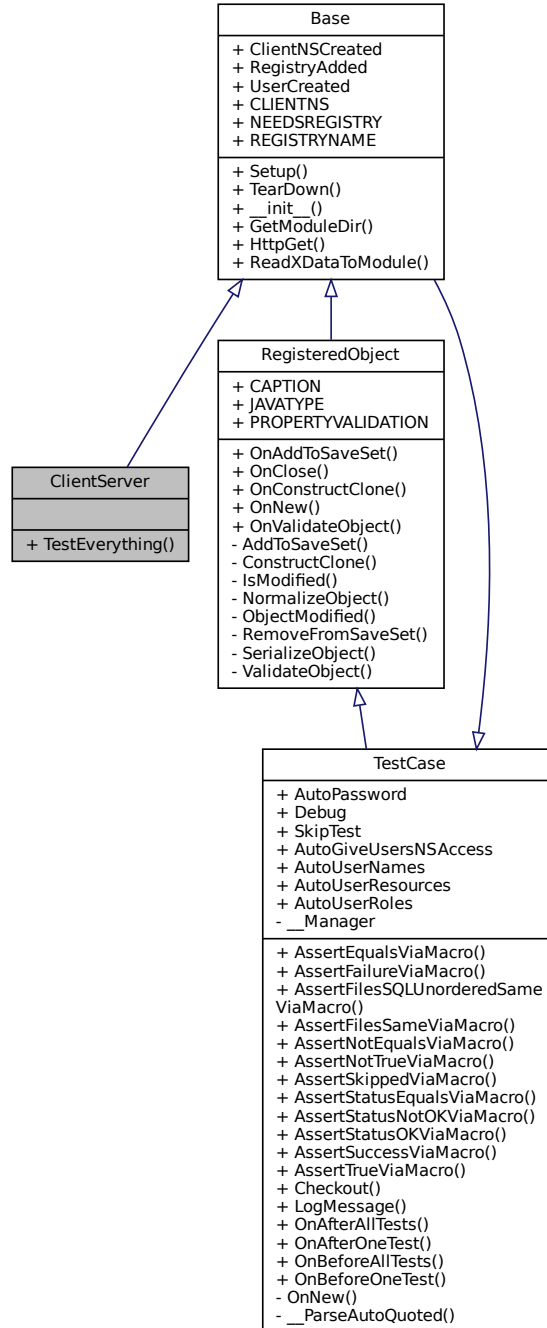 Base
+ ClientNSCreated
+ RegistryAdded
+ UserCreated
+ CLIENTNS
+ NEEDSREGISTRY
+ REGISTRYNAME
+ Setup()
+ TearDown()
+ __init__()
+ GetModuleDir()
+ HttpGet()
+ ReadXDataToModule()
RegisteredObject
+ CAPTION
+ JAVATYPE
+ PROPERTYVALIDATION
+ OnAddToSaveSet()
+ OnClose()
+ OnConstructClone()
+ OnNew()
+ OnValidateObject()
- AddToSaveSet()
- ConstructClone()
- IsModified()
- NormalizeObject()
- ObjectModified()
- RemoveFromSaveSet()
- SerializeObject()
- ValidateObject()
ClientServer
+ TestEverything()
TestCase
+ AutoPassword
+ Debug
+ SkipTest
+ AutoGiveUsersNSAccess
+ AutoUserNames
+ AutoUserResources
+ AutoUserRoles
- __Manager
+ AssertEqualsViaMacro()
+ AssertFailureViaMacro()
+ AssertFilesSQLUnorderedSame
ViaMacro()
+ AssertFilesSameViaMacro()
+ AssertNotEqualsViaMacro()
+ AssertNotTrueViaMacro()
+ AssertSkippedViaMacro()
+ AssertStatusEqualsViaMacro()
+ AssertStatusNotOKViaMacro()
+ AssertStatusOKViaMacro()
+ AssertSuccessViaMacro()
+ AssertTrueViaMacro()
+ Checkout()
+ LogMessage()
+ OnAfterAllTests()
+ OnAfterOneTest()
+ OnBeforeAllTests()
+ OnBeforeOneTest()
- OnNew()
- __ParseAutoQuoted()